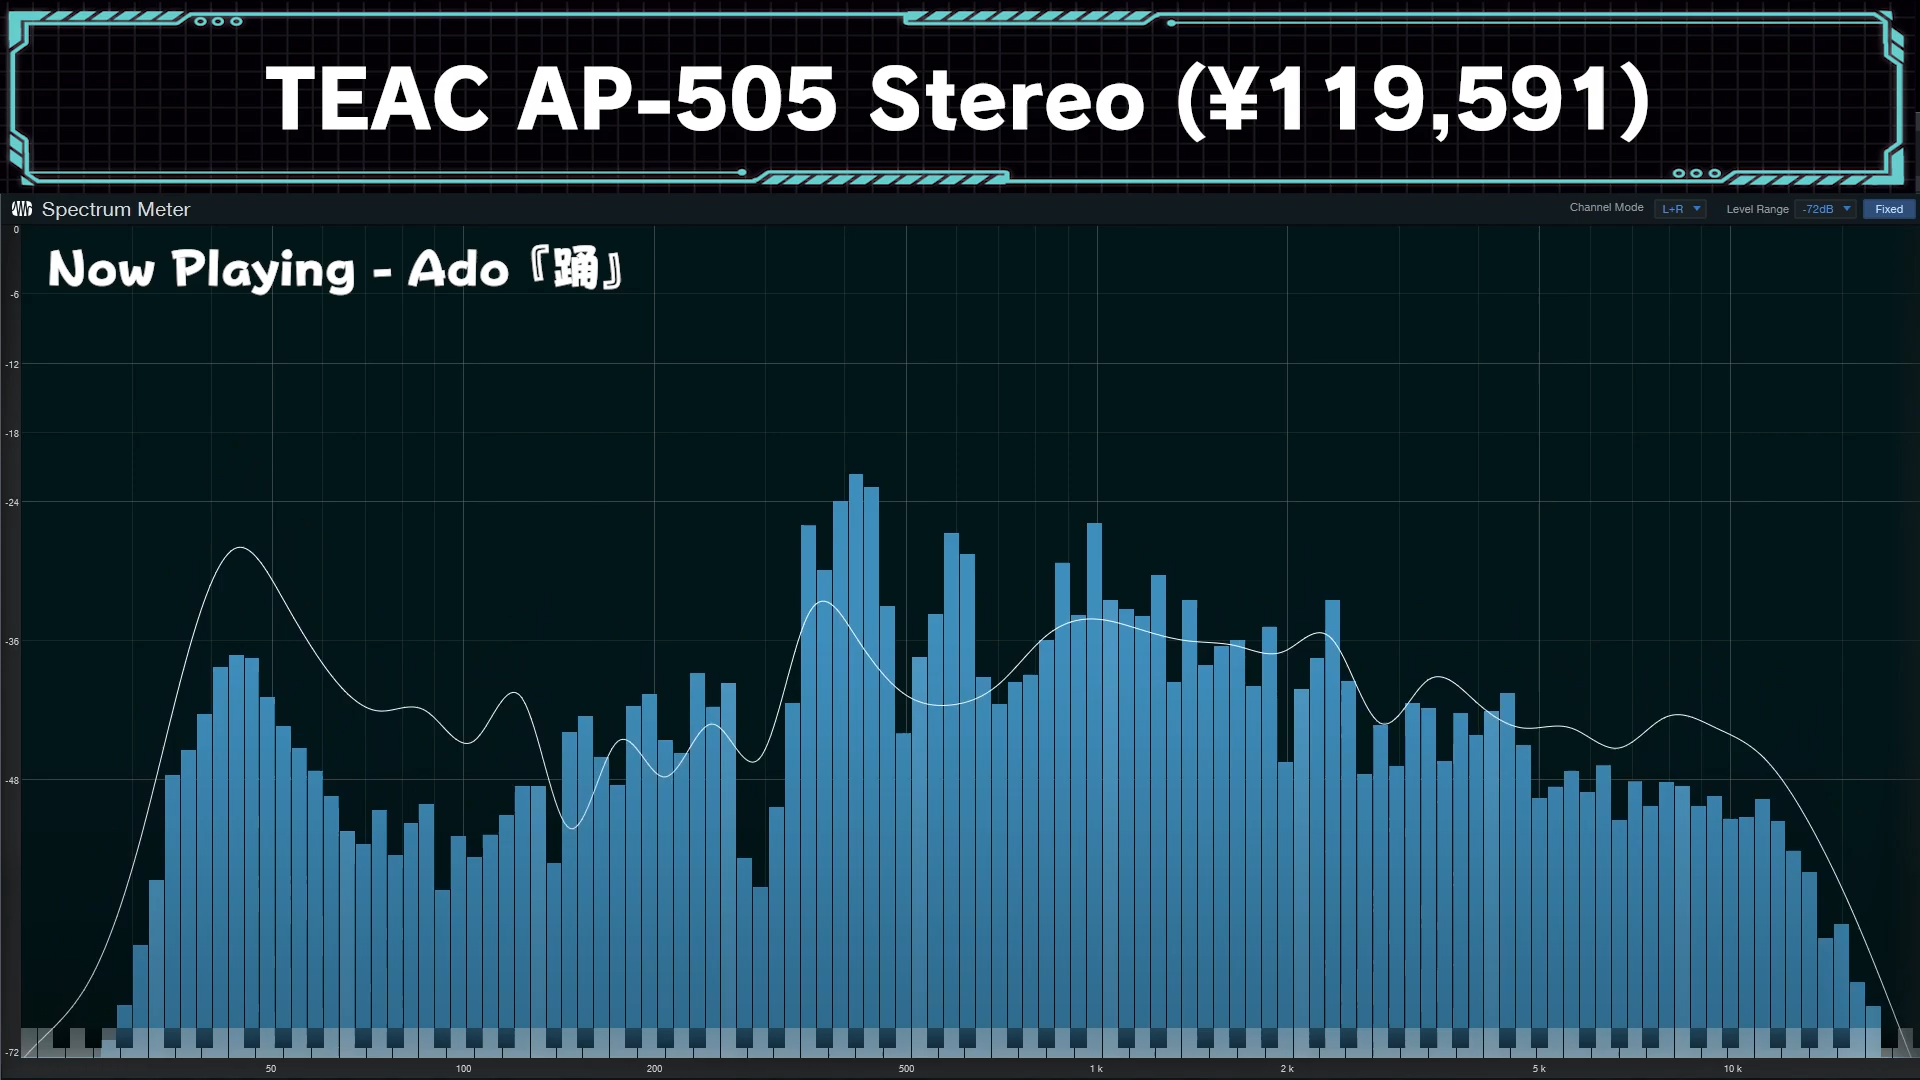 TEAC AP-505 Stereo (¥119,591)
Spectrum Meter
Channel Mode L+R Level Range -72dB Fixed
Now Playing - Ado『踊』
0
-6
-12
-18
-24
-36
-48
-72
50 100 200 500 1 k 2 k 5 k 10 k